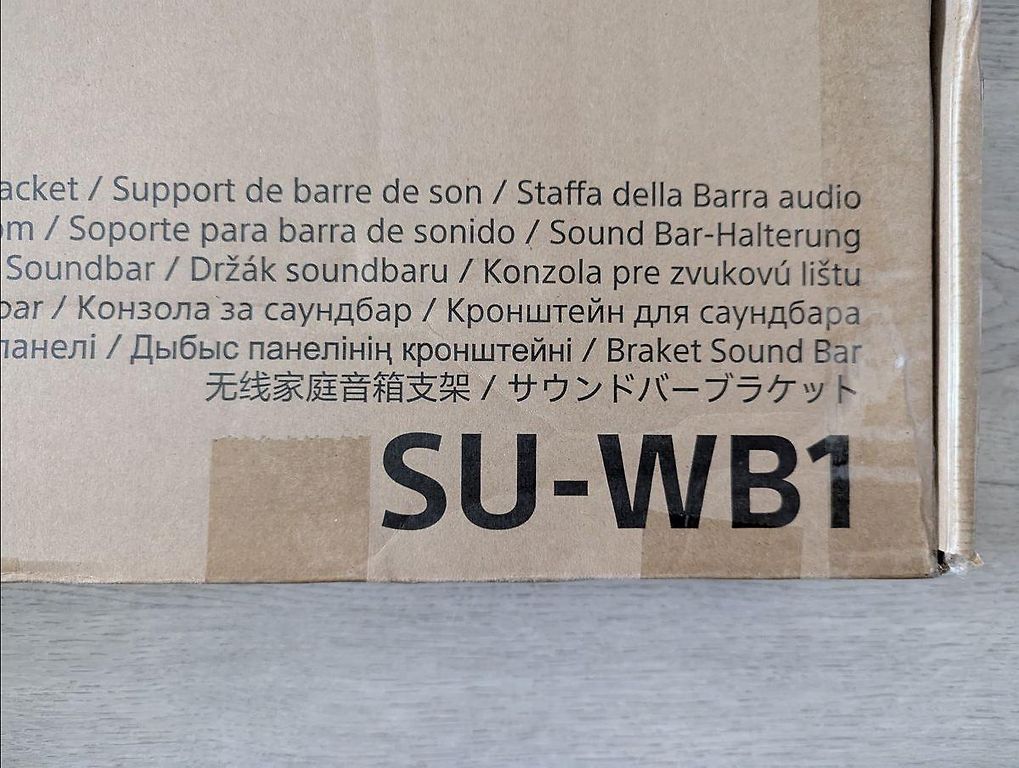 acket / Support de barre de son / Staffa della Barra audio
om / Soporte para barra de sonido / Sound Bar-Halterung
Soundbar / Držák soundbaru / Konzola pre zvukovú lištu
bar / Конзола за саундбар / Кронштейн для саундбара
панелі / Дыбыс панелінің кронштейні / Braket Sound Bar
无线家庭音箱支架 / サウンドバーブラケット
SU-WB1